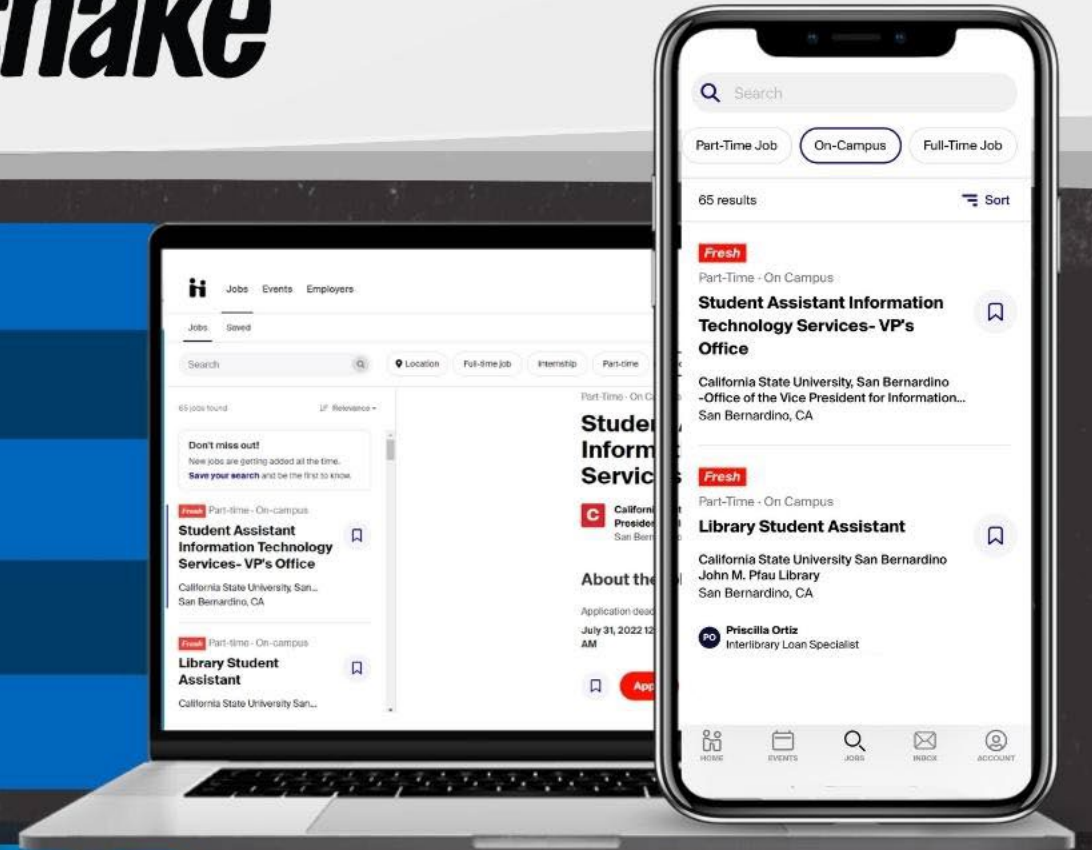 Jobs Events Employers
Jobs Saved
Search
Location Full-time job Internship Part-time
65 jobs found Relevance
Don't miss out!
New jobs are getting added all the time.
Save your search and be the first to know.
Fresh Part-time - On-campus
Student Assistant
Information Technology
Services- VP's Office
California State University, San...
San Bernardino, CA
Fresh Part-time - On-campus
Library Student
Assistant
California State University San...
Part-Time - On
C
About the
July 31, 2022 12
AM
Search
Part-Time Job On-Campus Full-Time Job
65 results Sort
Fresh
Part-Time - On Campus
Student Assistant Information
Technology Services- VP's
Office
California State University, San Bernardino
-Office of the Vice President for Information...
San Bernardino, CA
Fresh
Part-Time - On Campus
Library Student Assistant
California State University San Bernardino
John M. Pfau Library
San Bernardino, CA
PO Priscilla Ortiz
Interlibrary Loan Specialist
HOME EVENTS JOBS INBOX ACCOUNT